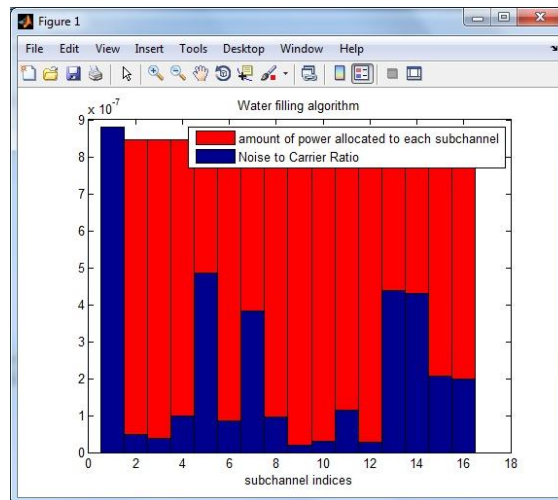 Figure 1
File Edit View Insert Tools Desktop Window Help
x 10^-7
Water filling algorithm
amount of power allocated to each subchannel
Noise to Carrier Ratio
9
8
7
6
5
4
3
2
1
0
0 2 4 6 8 10 12 14 16 18
subchannel indices